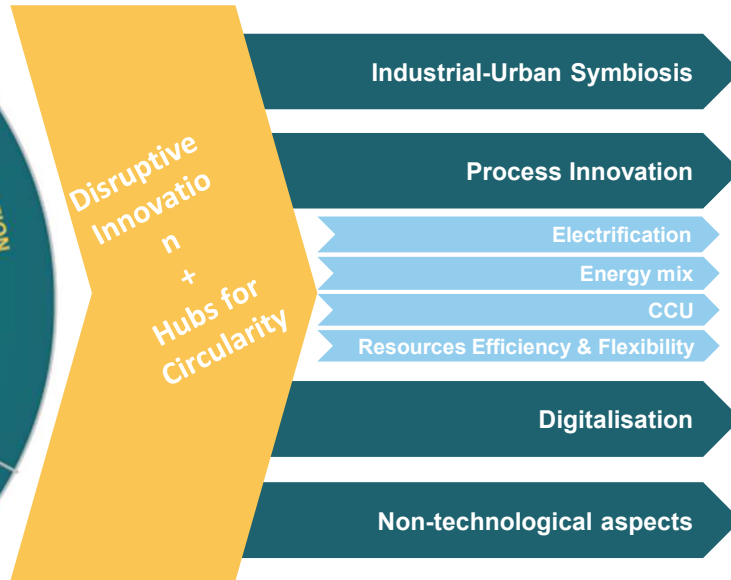 Disruptive
Innovatio
n
+
Hubs for
Circularity
Industrial-Urban Symbiosis
Process Innovation
Electrification
Energy mix
CCU
Resources Efficiency & Flexibility
Digitalisation
Non-technological aspects